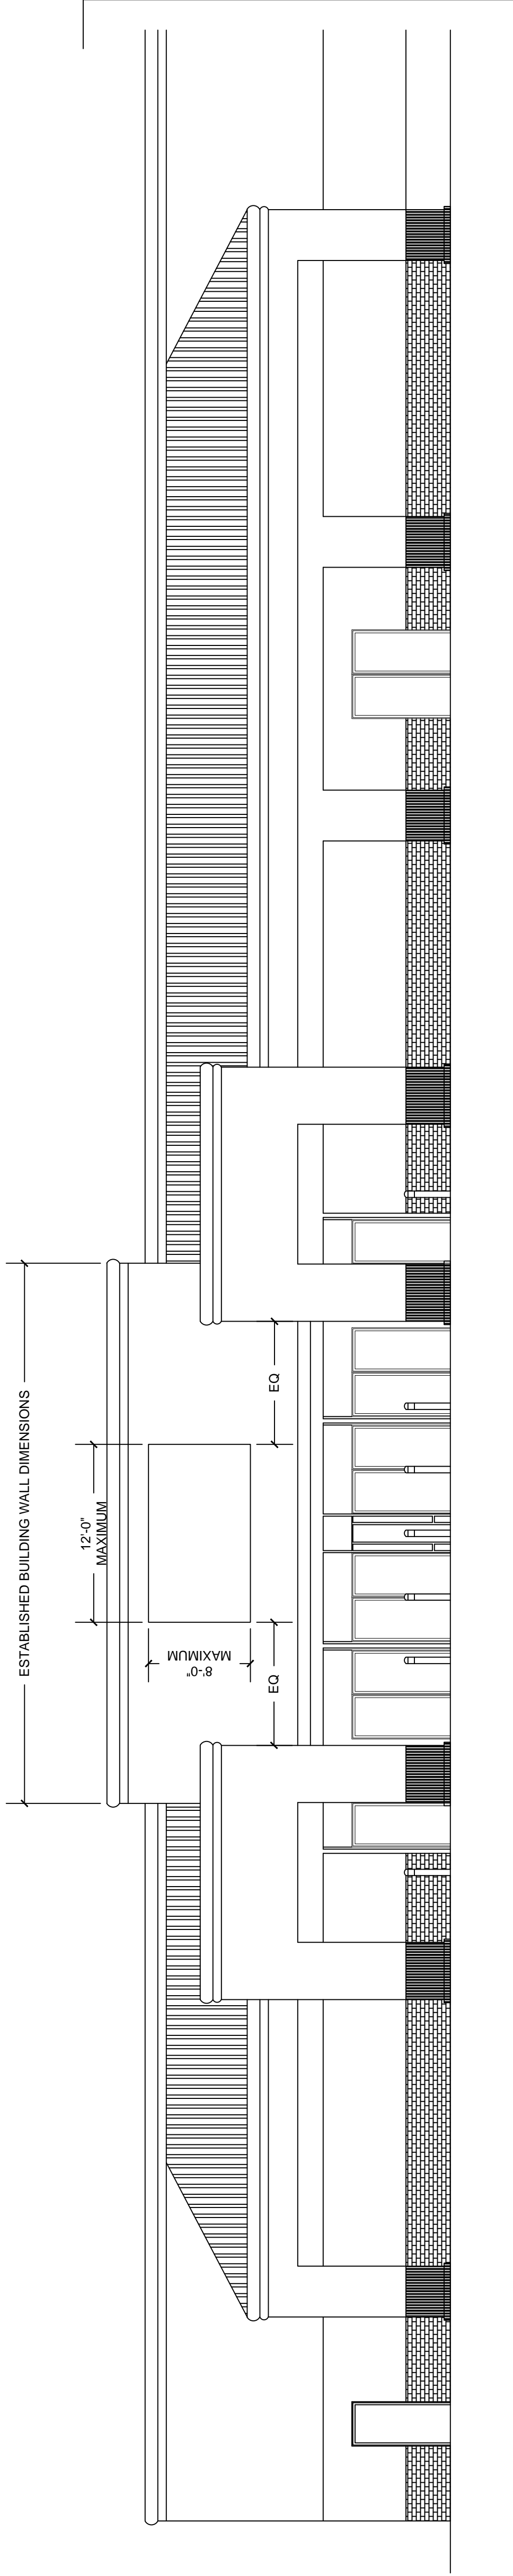 ESTABLISHED BUILDING WALL DIMENSIONS
12'-0"
MAXIMUM
8'-0"
MAXIMUM
EQ
EQ